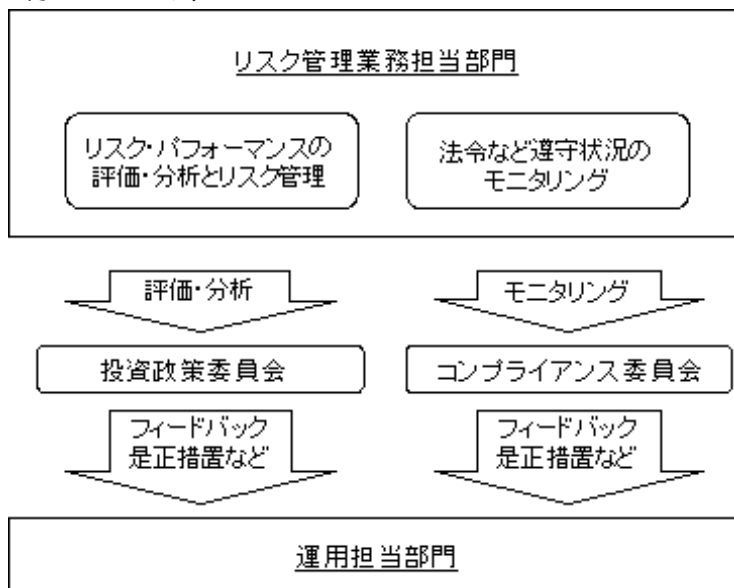 リスク管理業務担当部門
リスク・パフォーマンスの
評価・分析とリスク管理
法令など遵守状況の
モニタリング
評価・分析
モニタリング
投資政策委員会
コンプライアンス委員会
フィードバック
是正措置など
フィードバック
是正措置など
運用担当部門